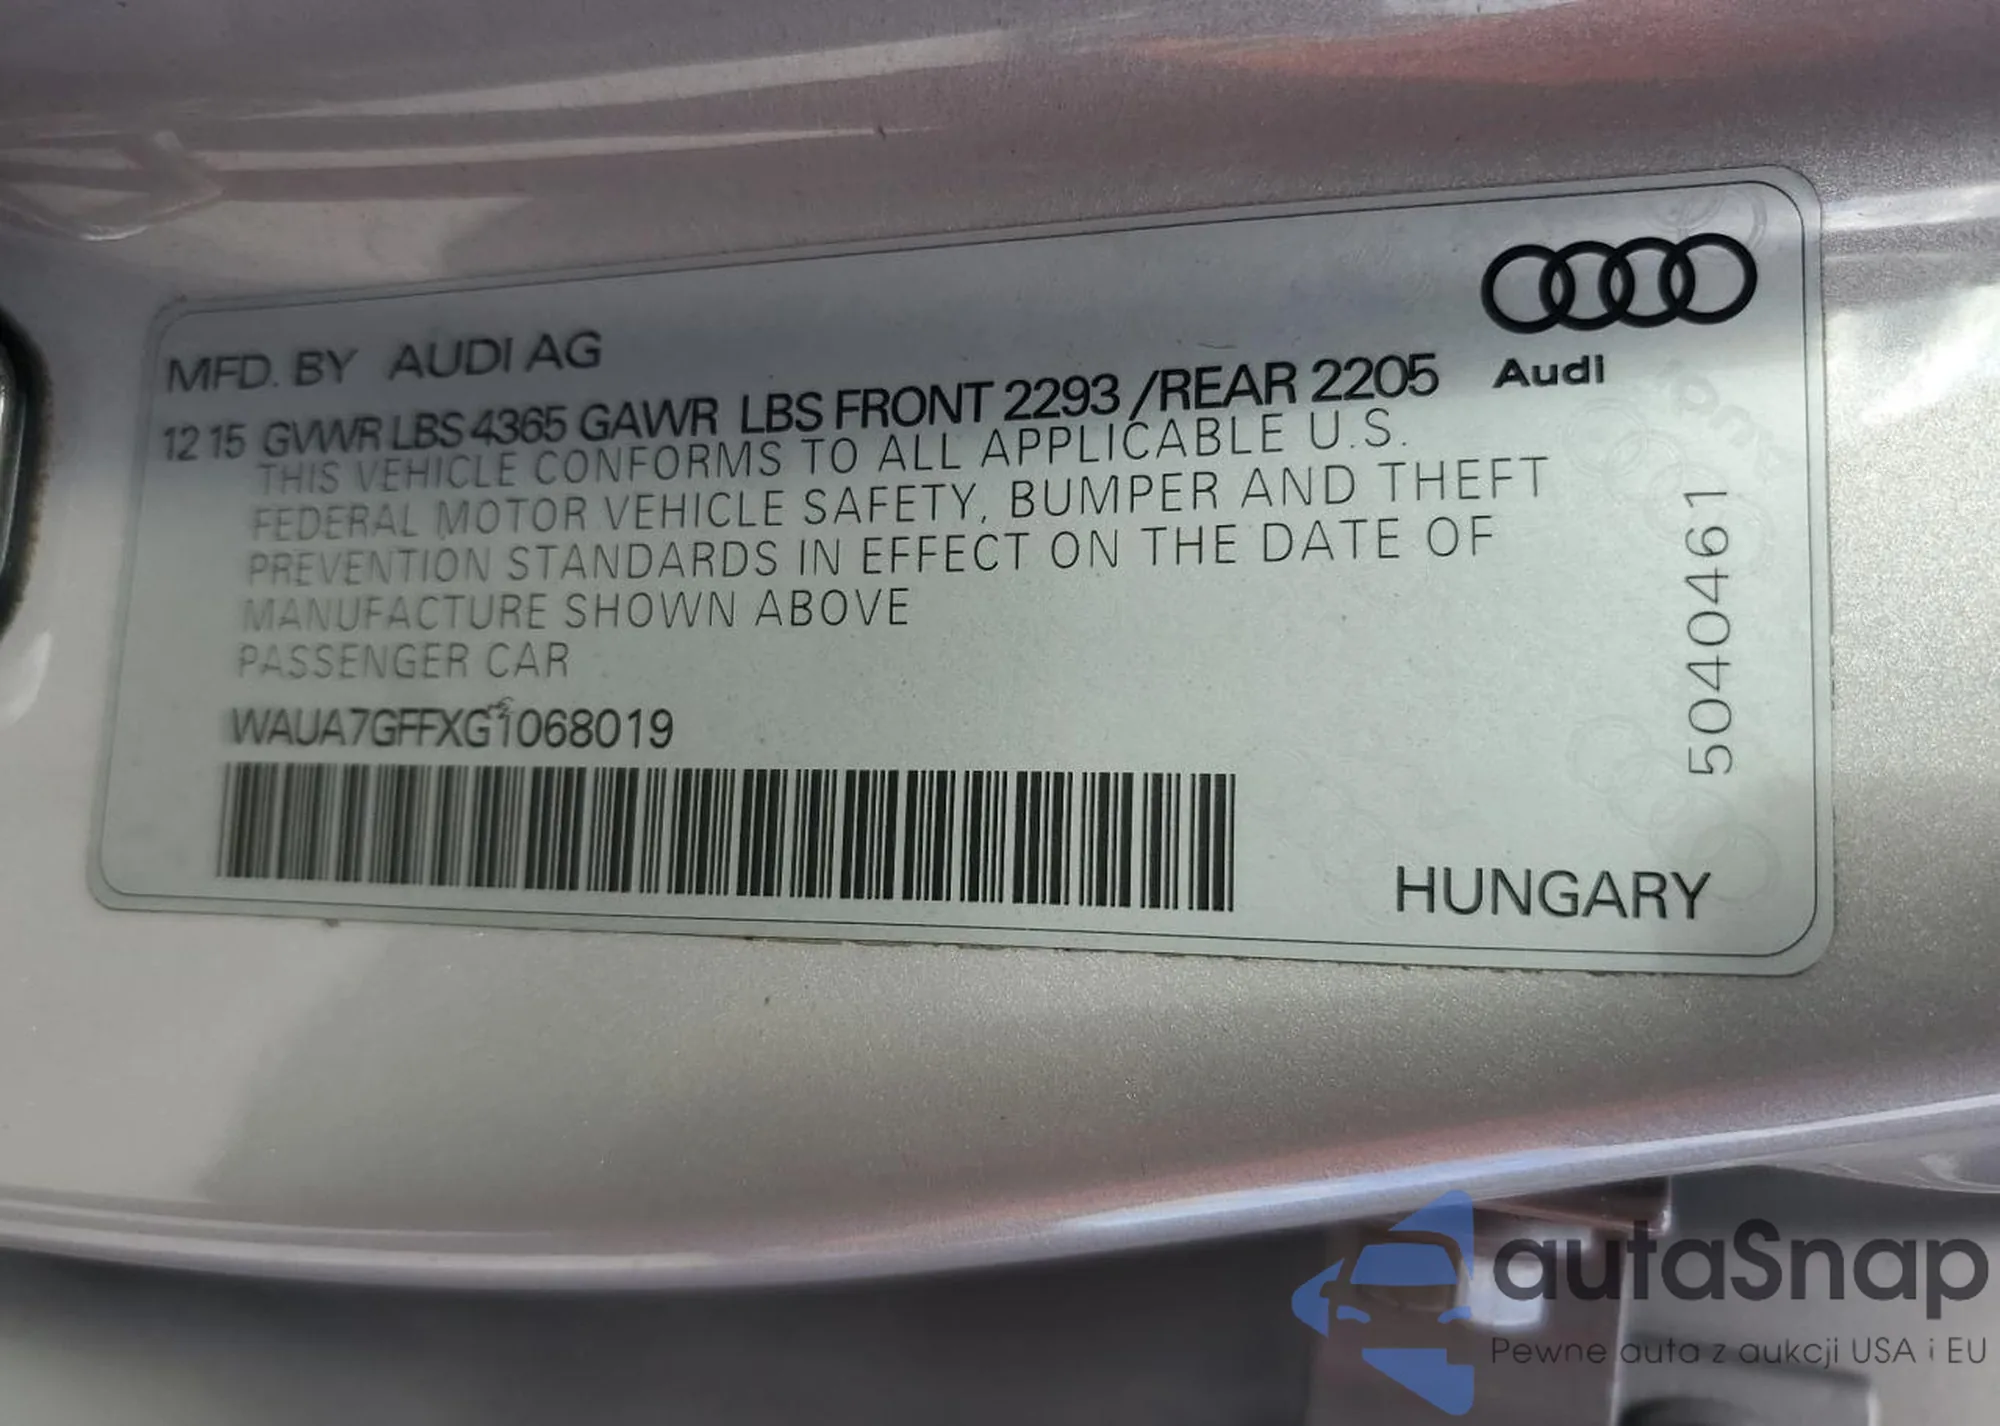 MFD. BY AUDI AG
12 15 GVWR LBS 4365 GAWR LBS FRONT 2293 /REAR 2205
Audi
THIS VEHICLE CONFORMS TO ALL APPLICABLE U.S.
FEDERAL MOTOR VEHICLE SAFETY, BUMPER AND THEFT
PREVENTION STANDARDS IN EFFECT ON THE DATE OF
MANUFACTURE SHOWN ABOVE
PASSENGER CAR
WAUA7GFFXG1068019
5040461
HUNGARY
autaSnap
Pewne auta z aukcji USA i EU